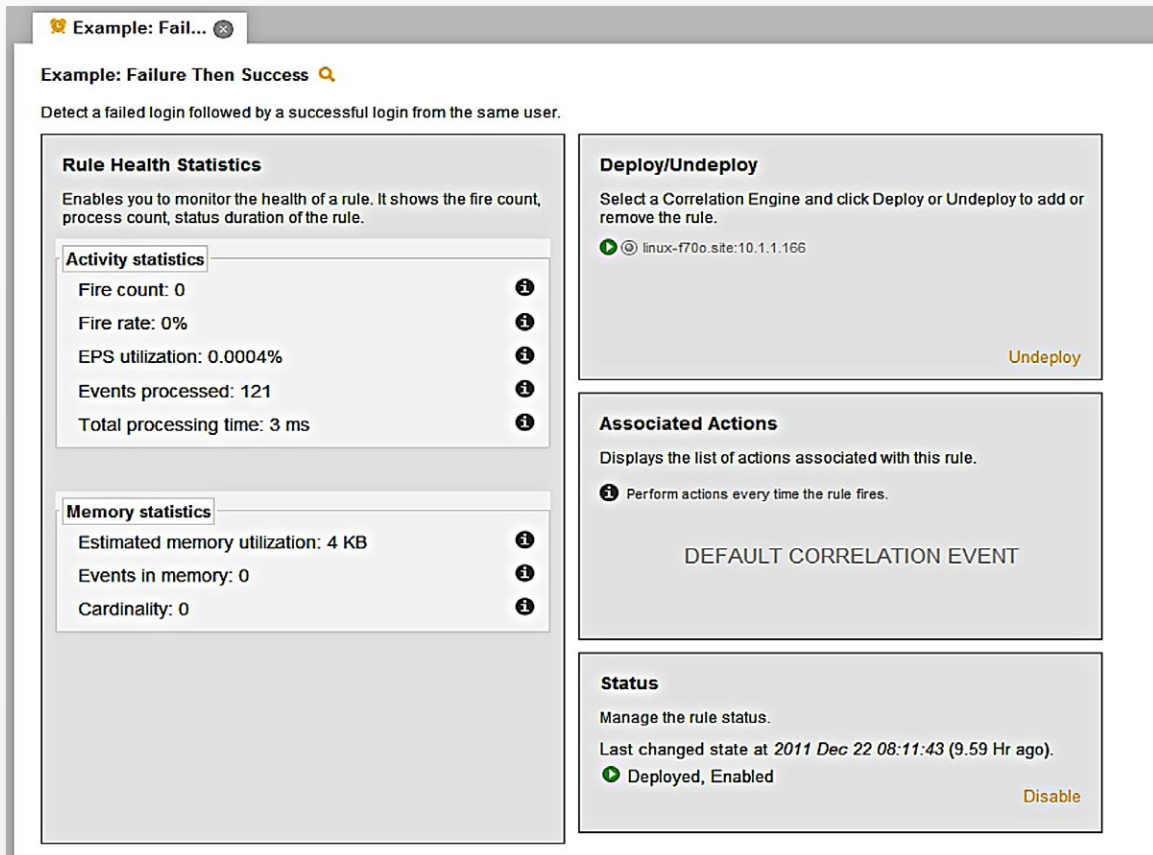 Example: Fail...
Example: Failure Then Success
Detect a failed login followed by a successful login from the same user.
Rule Health Statistics
Enables you to monitor the health of a rule. It shows the fire count,
process count, status duration of the rule.
Activity statistics
Fire count: 0
Fire rate: 0%
EPS utilization: 0.0004%
Events processed: 121
Total processing time: 3 ms
Memory statistics
Estimated memory utilization: 4 KB
Events in memory: 0
Cardinality: 0
Deploy/Undeploy
Select a Correlation Engine and click Deploy or Undeploy to add or
remove the rule.
linux-f70o.site:10.1.1.166
Undeploy
Associated Actions
Displays the list of actions associated with this rule.
Perform actions every time the rule fires.
DEFAULT CORRELATION EVENT
Status
Manage the rule status.
Last changed state at 2011 Dec 22 08:11:43 (9.59 Hr ago).
Deployed, Enabled
Disable